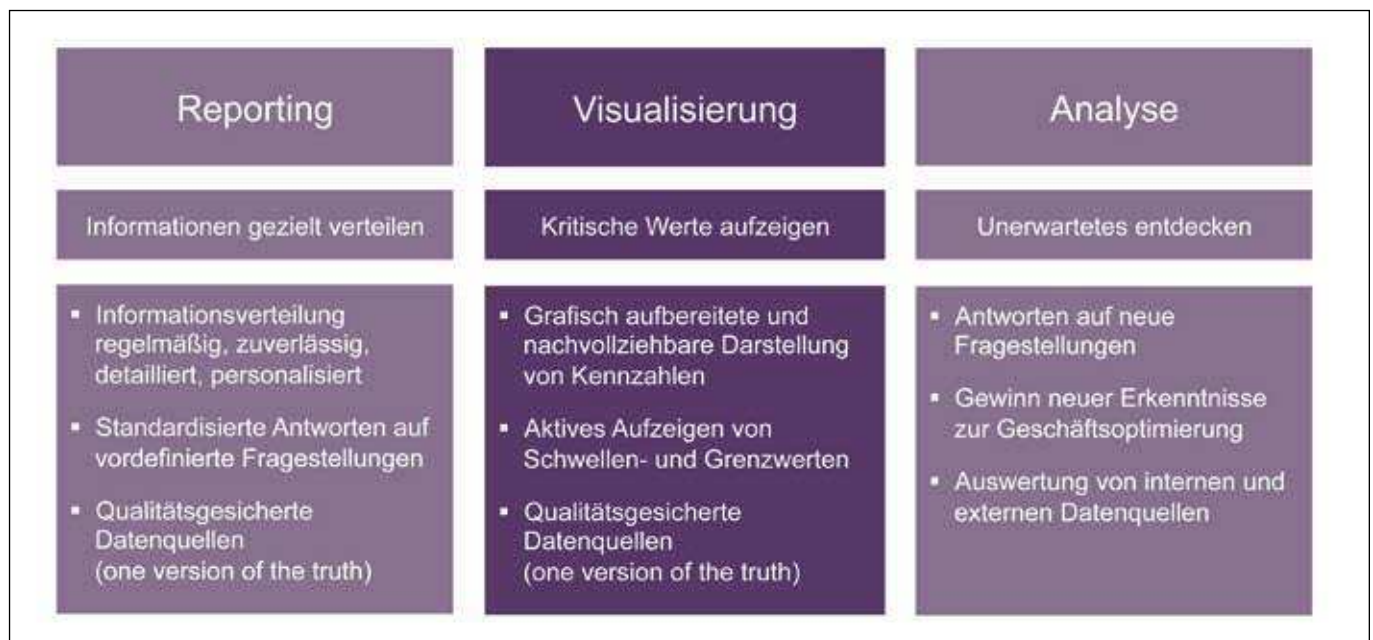 Reporting
Informationen gezielt verteilen
▪ Informationsverteilung
regelmäßig, zuverlässig,
detailliert, personalisiert
▪ Standardisierte Antworten auf
vordefinierte Fragestellungen
▪ Qualitätsgesicherte
Datenquellen
(one version of the truth)
Visualisierung
Kritische Werte aufzeigen
▪ Grafisch aufbereitete und
nachvollziehbare Darstellung
von Kennzahlen
▪ Aktives Aufzeigen von
Schwellen- und Grenzwerten
▪ Qualitätsgesicherte
Datenquellen
(one version of the truth)
Analyse
Unerwartetes entdecken
▪ Antworten auf neue
Fragestellungen
▪ Gewinn neuer Erkenntnisse
zur Geschäftsoptimierung
▪ Auswertung von internen und
externen Datenquellen